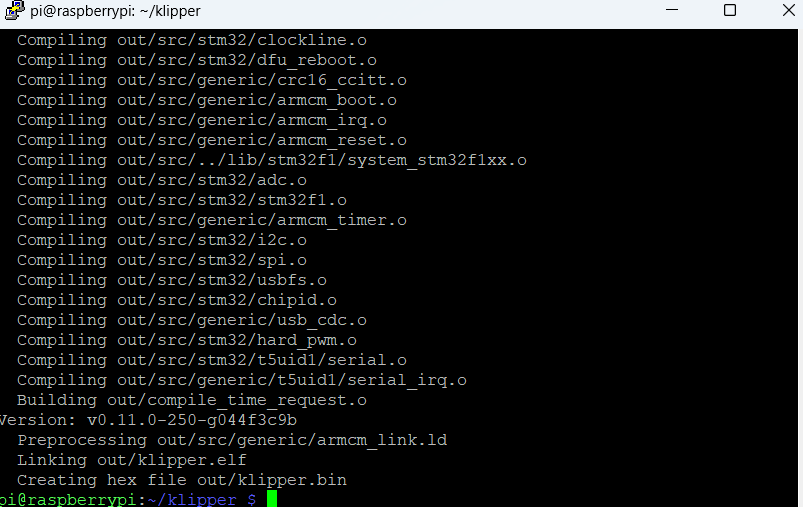 pi@raspberrypi: ~/klipper
Compiling out/src/stm32/clockline.o
Compiling out/src/stm32/dfu_reboot.o
Compiling out/src/generic/crc16_ccitt.o
Compiling out/src/generic/armcm_boot.o
Compiling out/src/generic/armcm_irq.o
Compiling out/src/generic/armcm_reset.o
Compiling out/src/../lib/stm32f1/system_stm32f1xx.o
Compiling out/src/stm32/adc.o
Compiling out/src/stm32/stm32f1.o
Compiling out/src/generic/armcm_timer.o
Compiling out/src/stm32/i2c.o
Compiling out/src/stm32/spi.o
Compiling out/src/stm32/usbfs.o
Compiling out/src/stm32/chipid.o
Compiling out/src/generic/usb_cdc.o
Compiling out/src/stm32/hard_pwm.o
Compiling out/src/stm32/t5uid1/serial.o
Compiling out/src/generic/t5uid1/serial_irq.o
Building out/compile_time_request.o
Version: v0.11.0-250-g044f3c9b
Preprocessing out/src/generic/armcm_link.ld
Linking out/klipper.elf
Creating hex file out/klipper.bin
pi@raspberrypi:~/klipper $